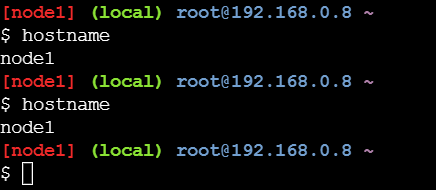 [node1] (local) root@192.168.0.8 ~
$ hostname
node1
[node1] (local) root@192.168.0.8 ~
$ hostname
node1
[node1] (local) root@192.168.0.8 ~
$